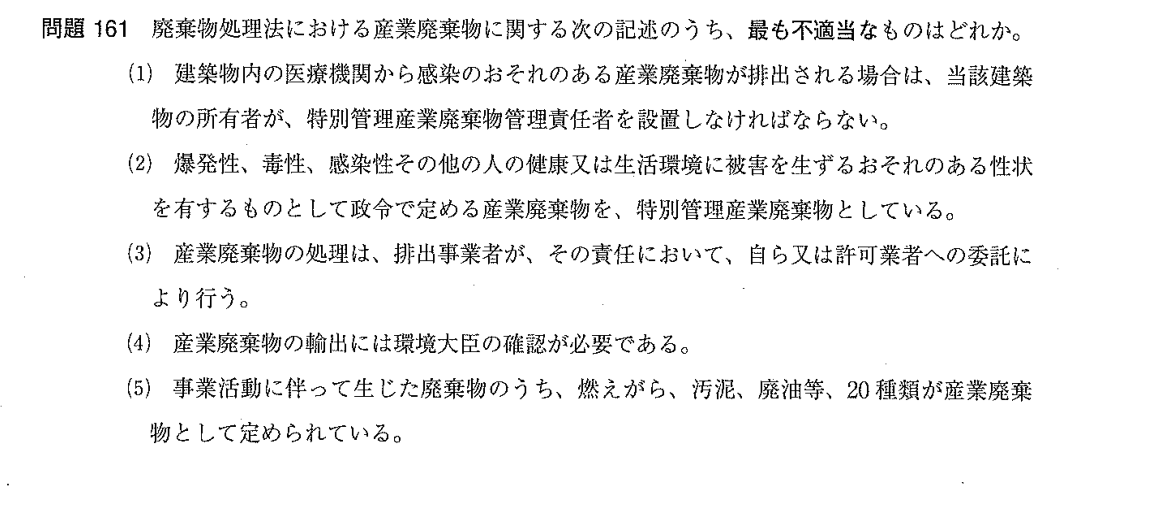 問題 161　廃棄物処理法における産業廃棄物に関する次の記述のうち、最も不適当なものはどれか。
(1)　建築物内の医療機関から感染のおそれのある産業廃棄物が排出される場合は、当該建築
物の所有者が、特別管理産業廃棄物管理責任者を設置しなければならない。
(2)　爆発性、毒性、感染性その他の人の健康又は生活環境に被害を生ずるおそれのある性状
を有するものとして政令で定める産業廃棄物を、特別管理産業廃棄物としている。
(3)　産業廃棄物の処理は、排出事業者が、その責任において、自ら又は許可業者への委託に
より行う。
(4)　産業廃棄物の輸出には環境大臣の確認が必要である。
(5)　事業活動に伴って生じた廃棄物のうち、燃えがら、汚泥、廃油等、20 種類が産業廃棄
物として定められている。